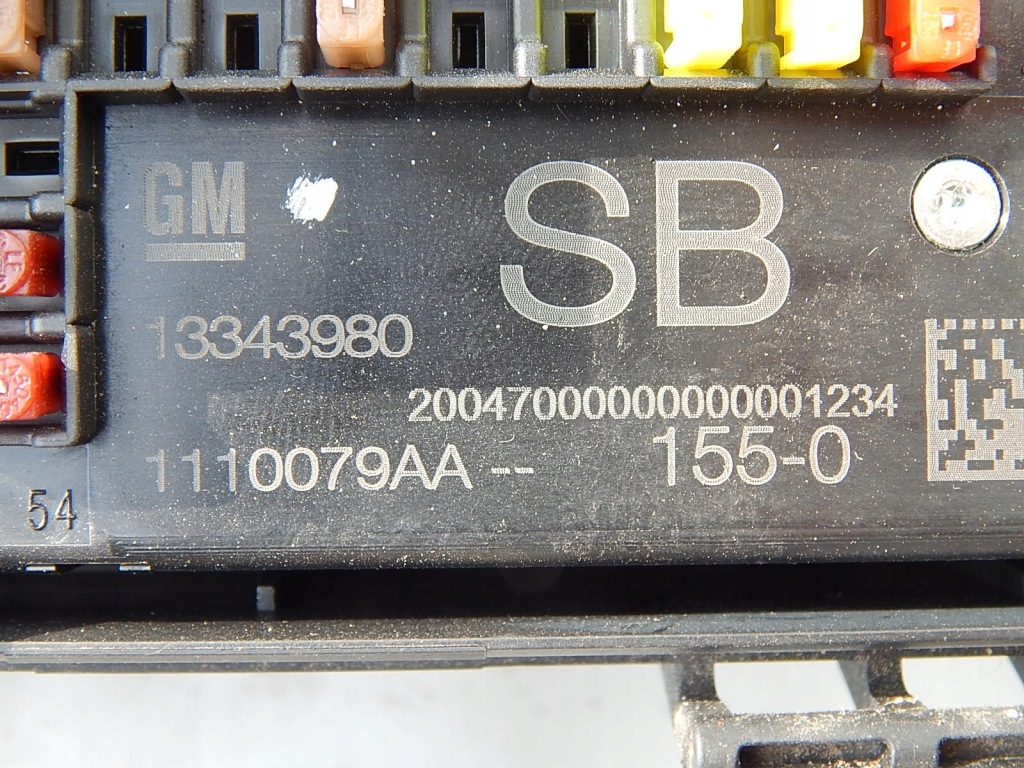 GM
SB
13343980
20047000000000001234
1110079AA -- 155-0
54